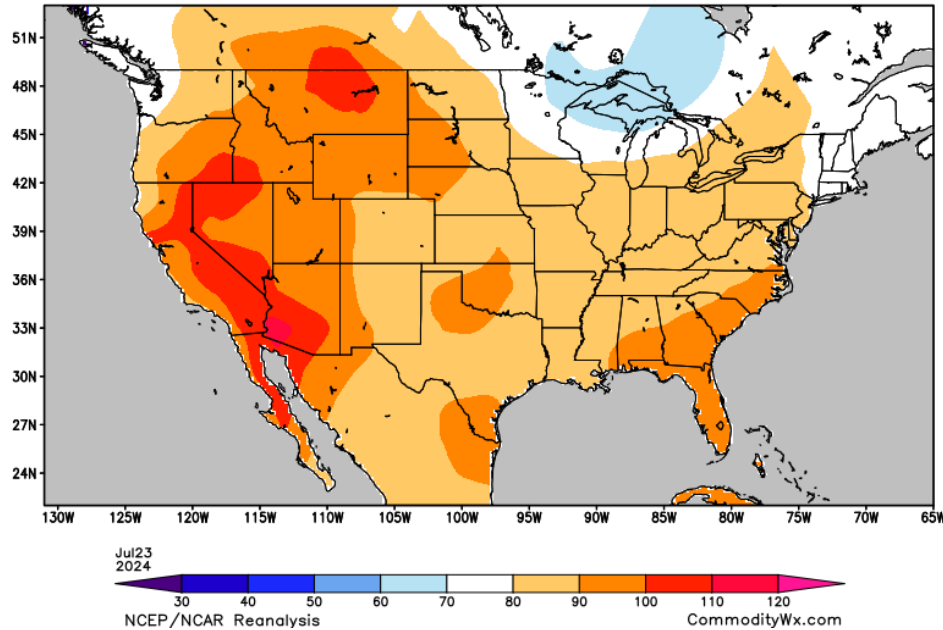 51N
48N
45N
42N
39N
36N
33N
30N
27N
24N
130W 125W 120W 115W 110W 105W 100W 95W 90W 85W 80W 75W 70W 65W
Jul23
2024
30 40 50 60 70 80 90 100 110 120
NCEP/NCAR Reanalysis CommodityWx.com